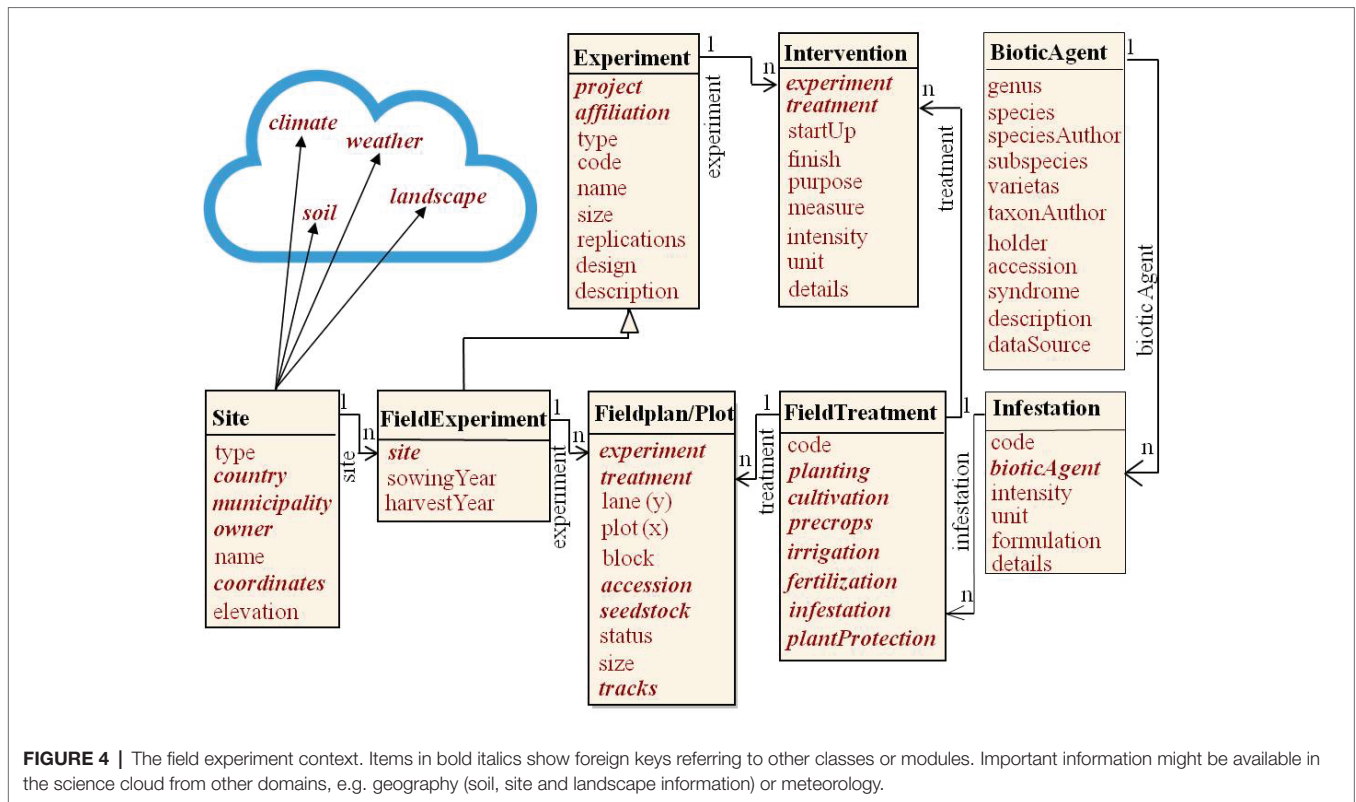 climate
weather
soil
landscape
Experiment
project
affiliation
type
code
name
size
replications
design
description
1
n
experiment
Intervention
experiment
treatment
startUp
finish
purpose
measure
intensity
unit
details
n
treatment
BioticAgent
genus
species
speciesAuthor
subspecies
varietas
taxonAuthor
holder
accession
syndrome
description
dataSource
1
biotic Agent
Site
type
country
municipality
owner
name
coordinates
elevation
1
n
site
FieldExperiment
site
sowingYear
harvestYear
1
n
experiment
Fieldplan/Plot
experiment
treatment
lane (y)
plot (x)
block
accession
seedstock
status
size
tracks
1
n
treatment
FieldTreatment
code
planting
cultivation
precrops
irrigation
fertilization
infestation
plantProtection
1
infestation
n
Infestation
code
bioticAgent
intensity
unit
formulation
details
1
n
FIGURE 4 | The field experiment context. Items in bold italics show foreign keys referring to other classes or modules. Important information might be available in
the science cloud from other domains, e.g. geography (soil, site and landscape information) or meteorology.